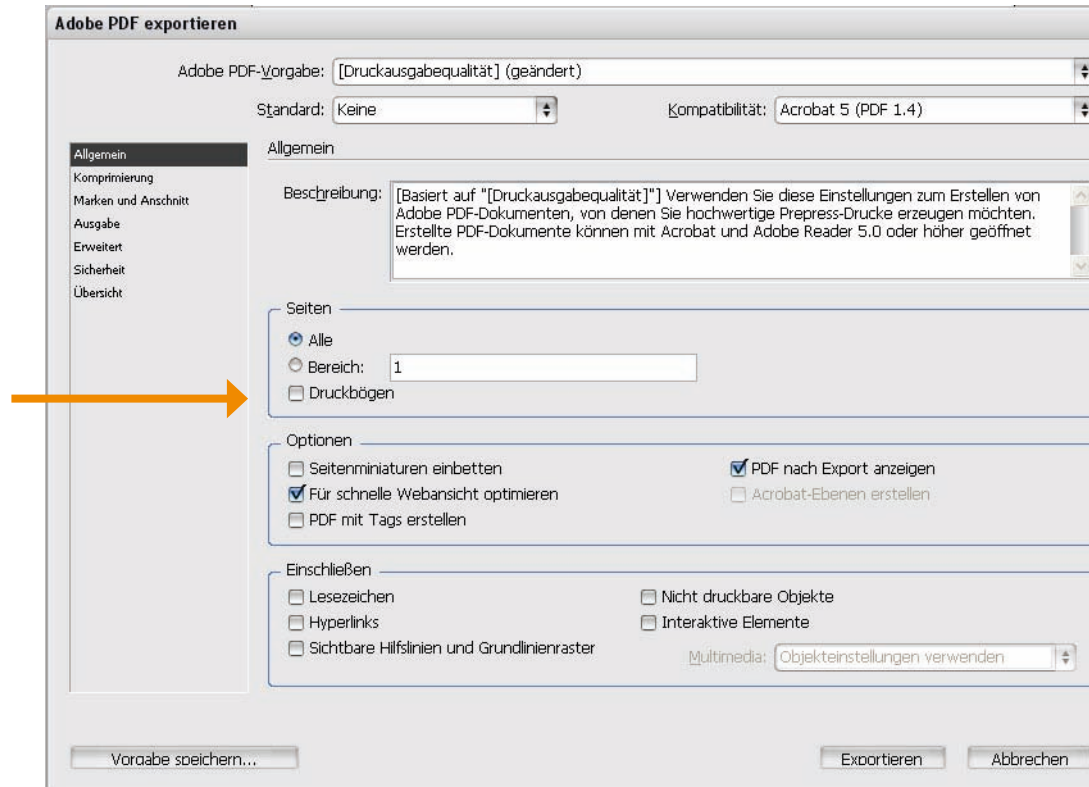 Adobe PDF exportieren
Adobe PDF-Vorgabe: [Druckausgabequalität] (geändert)
Standard: Keine Kompatibilität: Acrobat 5 (PDF 1.4)
Allgemein
Komprimierung
Marken und Anschnitt
Ausgabe
Erweitert
Sicherheit
Übersicht
Allgemein
Beschreibung: [Basiert auf "[Druckausgabequalität]"] Verwenden Sie diese Einstellungen zum Erstellen von
Adobe PDF-Dokumenten, von denen Sie hochwertige Prepress-Drucke erzeugen möchten.
Erstellte PDF-Dokumente können mit Acrobat und Adobe Reader 5.0 oder höher geöffnet
werden.
Seiten
Alle
Bereich: 1
Druckbögen
Optionen
Seitenminiaturen einbetten PDF nach Export anzeigen
Für schnelle Webansicht optimieren Acrobat-Ebenen erstellen
PDF mit Tags erstellen
Einschließen
Lesezeichen Nicht druckbare Objekte
Hyperlinks Interaktive Elemente
Sichtbare Hilfslinien und Grundlinienraster Multimedia: Objekteinstellungen verwenden
Vorgabe speichern... Exportieren Abbrechen